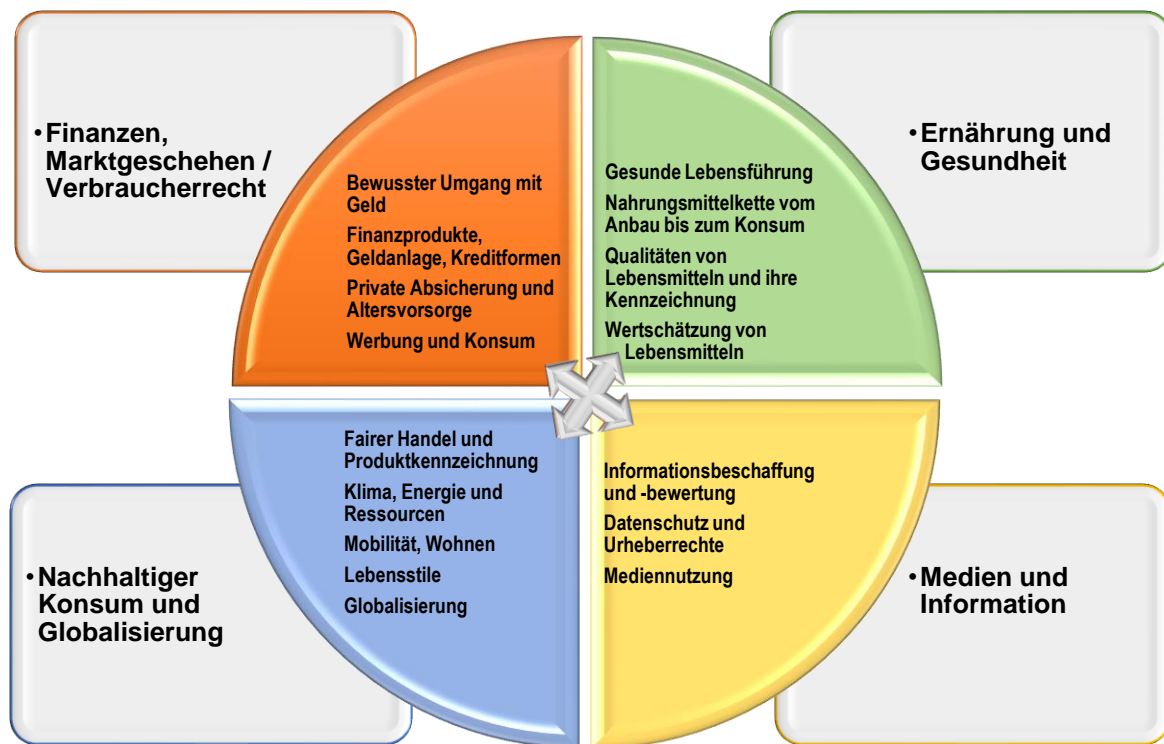 •Finanzen,
Marktgeschehen /
Verbraucherrecht
Bewusster Umgang mit
Geld
Finanzprodukte,
Geldanlage, Kreditformen
Private Absicherung und
Altersvorsorge
Werbung und Konsum
Gesunde Lebensführung
Nahrungsmittelkette vom
Anbau bis zum Konsum
Qualitäten von
Lebensmitteln und ihre
Kennzeichnung
Wertschätzung von
Lebensmitteln
•Ernährung und
Gesundheit
•Nachhaltiger
Konsum und
Globalisierung
Fairer Handel und
Produktkennzeichnung
Klima, Energie und
Ressourcen
Mobilität, Wohnen
Lebensstile
Globalisierung
Informationsbeschaffung
und -bewertung
Datenschutz und
Urheberrechte
Mediennutzung
•Medien und
Information